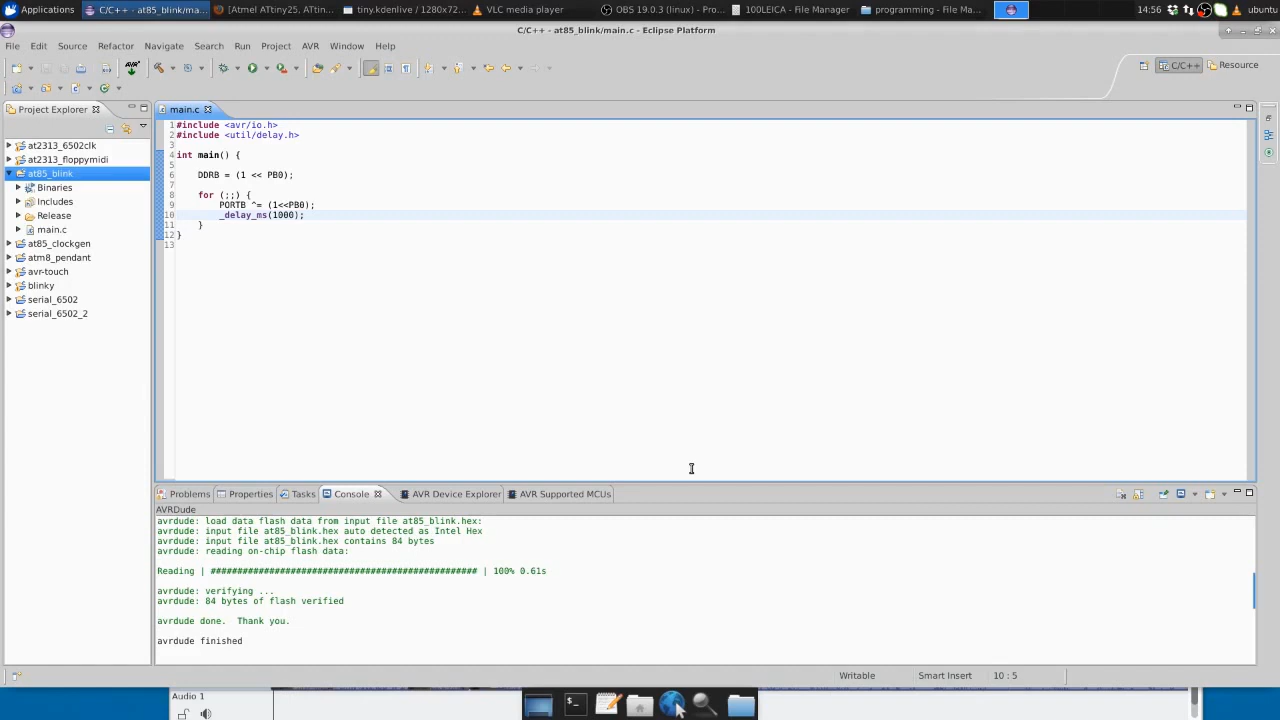 Applications
C/C++ - at85_blink/ma...
[Atmel ATtiny25, ATtin...
tiny.kdenlive / 1280x72...
VLC media player
OBS 19.0.3 (linux) - Pro...
100LEICA - File Manager
programming - File Ma...
14:56
ubuntu
C/C++ - at85_blink/main.c - Eclipse Platform
File Edit Source Refactor Navigate Search Run Project AVR Window Help
C/C++
Resource
Project Explorer
at2313_6502clk
at2313_floppymidi
at85_blink
Binaries
Includes
Release
main.c
at85_clockgen
atm8_pendant
avr-touch
blinky
serial_6502
serial_6502_2
main.c
1 #include <avr/io.h>
2 #include <util/delay.h>
3
4 int main() {
5
6 DDRB = (1 << PB0);
7
8 for (;;) {
9 PORTB ^= (1<<PB0);
10 _delay_ms(1000);
11 }
12 }
13
Problems Properties Tasks Console AVR Device Explorer AVR Supported MCUs
AVRDude
avrdude: load data flash data from input file at85_blink.hex:
avrdude: input file at85_blink.hex auto detected as Intel Hex
avrdude: input file at85_blink.hex contains 84 bytes
avrdude: reading on-chip flash data:
Reading | ################################################## | 100% 0.61s
avrdude: verifying ...
avrdude: 84 bytes of flash verified
avrdude done.  Thank you.
avrdude finished
Writable
Smart Insert
10 : 5
Audio 1